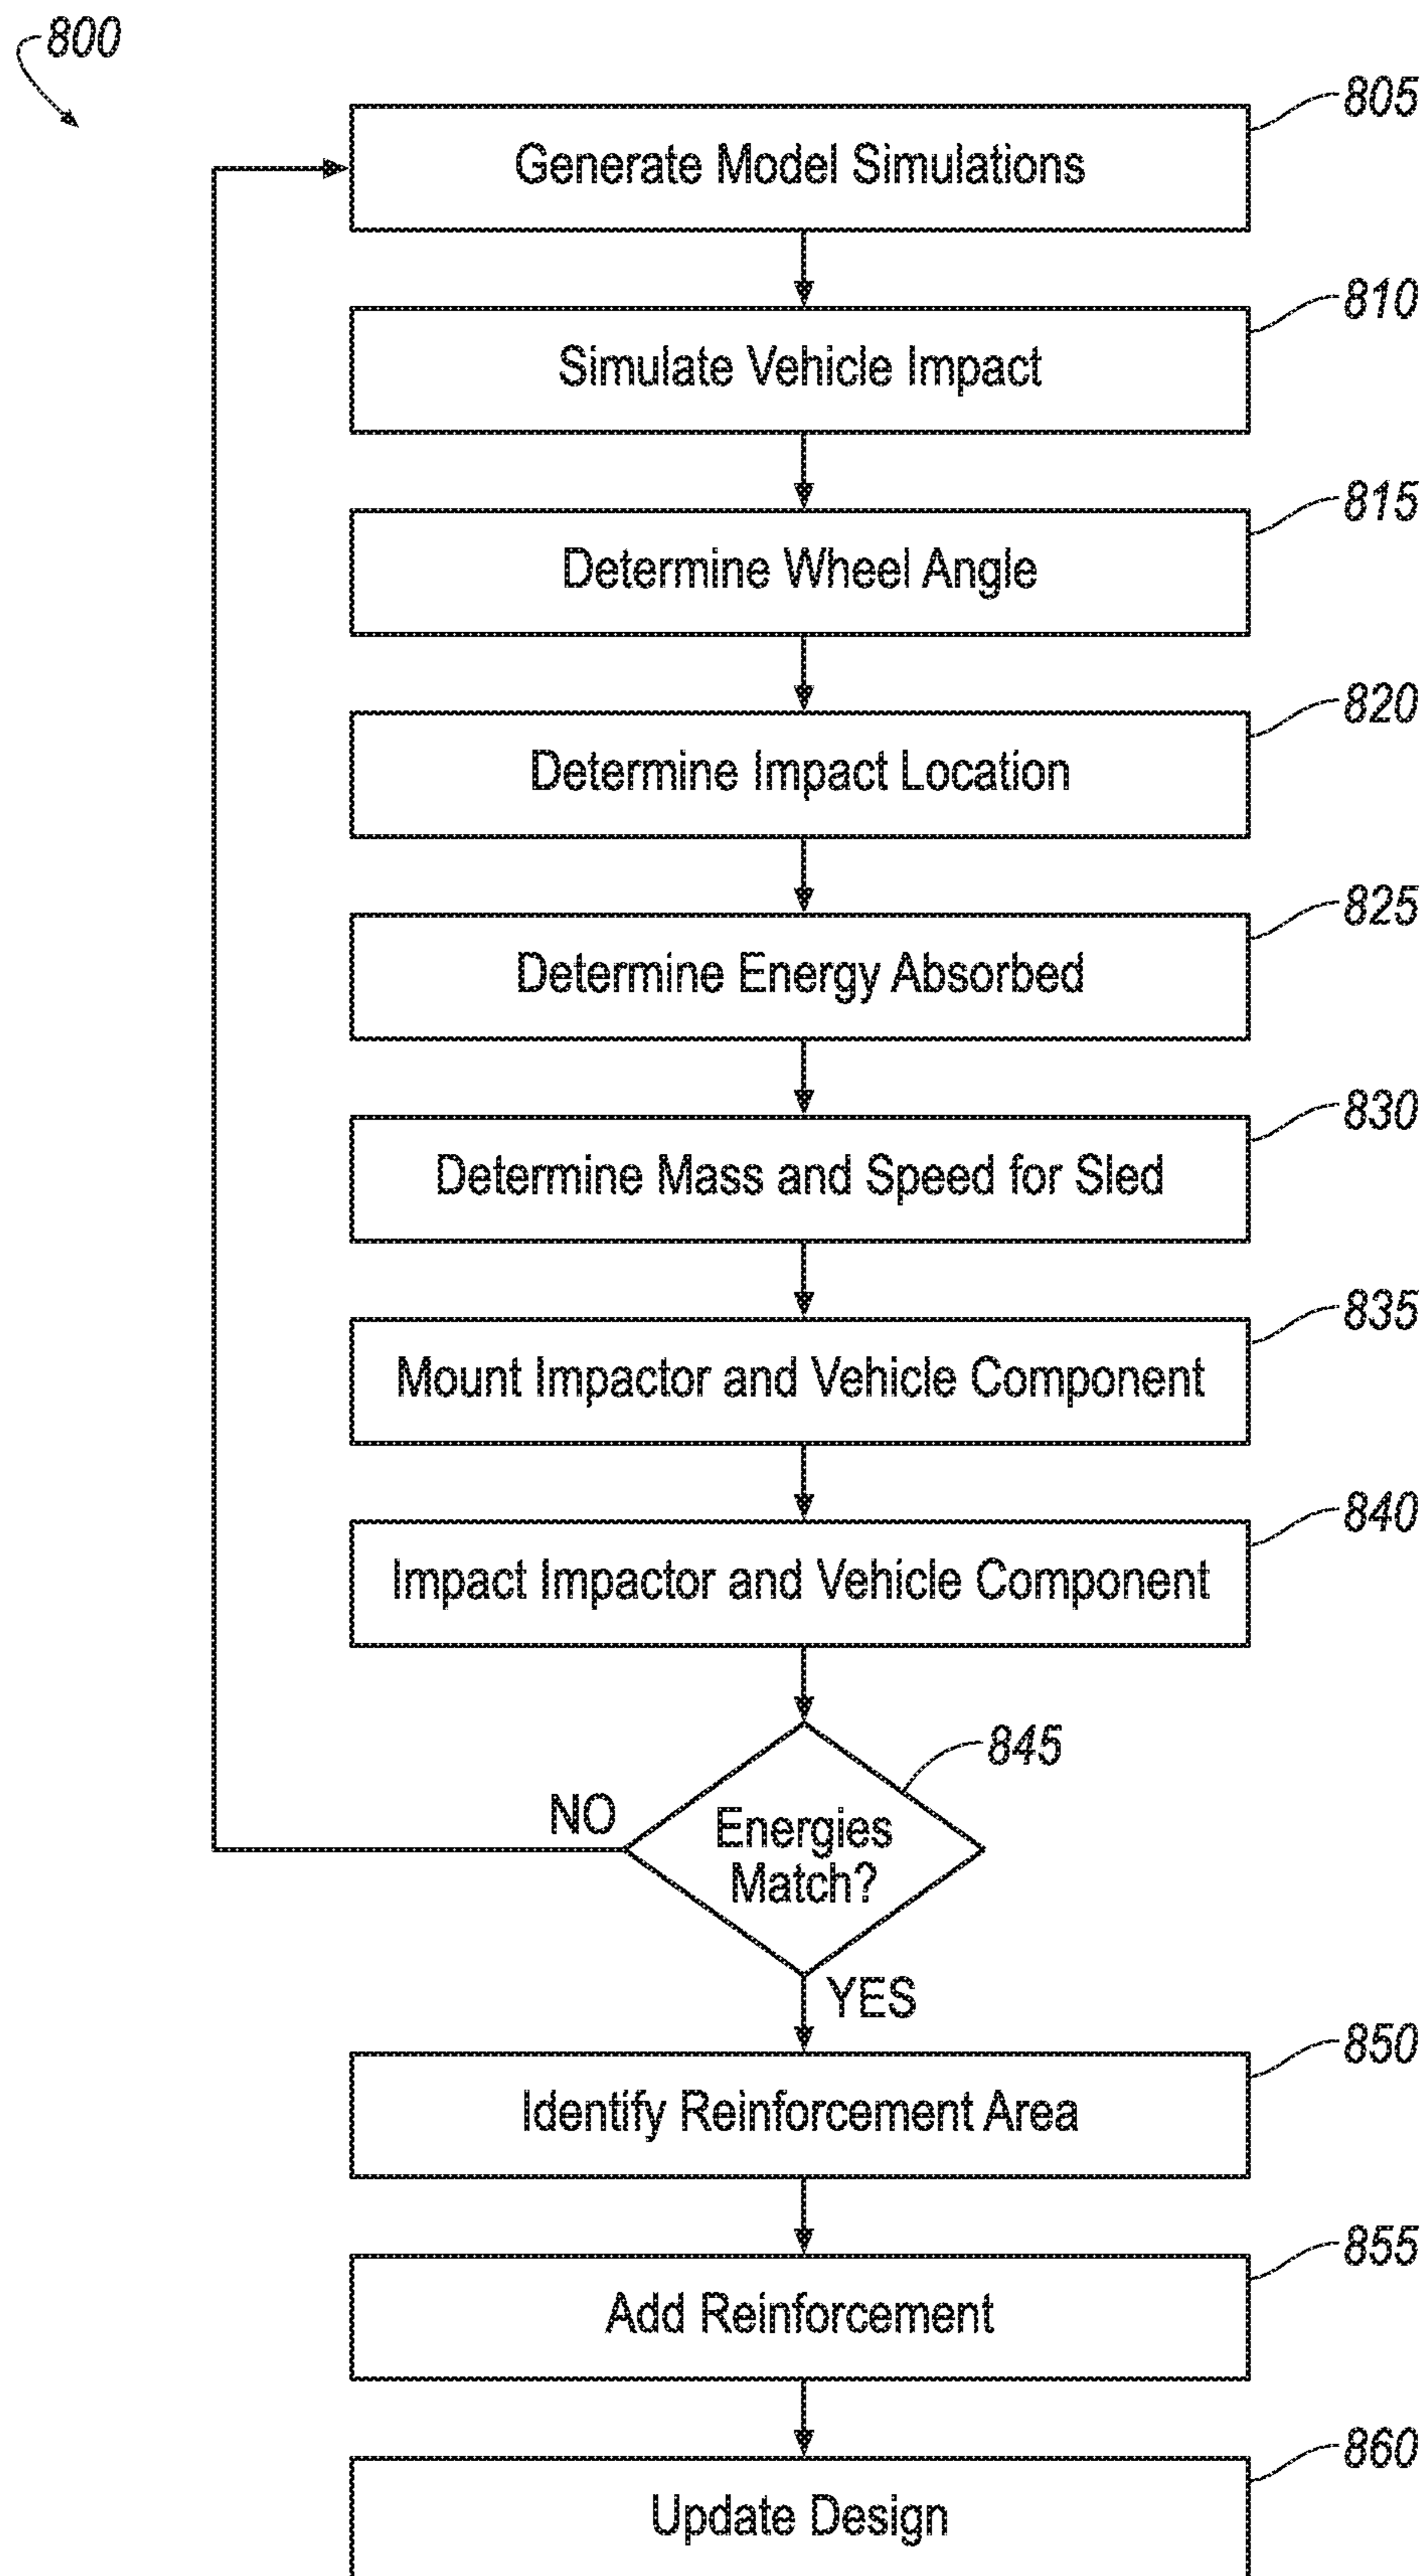 800
805
Generate Model Simulations
810
Simulate Vehicle Impact
815
Determine Wheel Angle
820
Determine Impact Location
825
Determine Energy Absorbed
830
Determine Mass and Speed for Sled
835
Mount Impactor and Vehicle Component
840
Impact Impactor and Vehicle Component
845
NO
Energies
Match?
YES
850
Identify Reinforcement Area
855
Add Reinforcement
860
Update Design